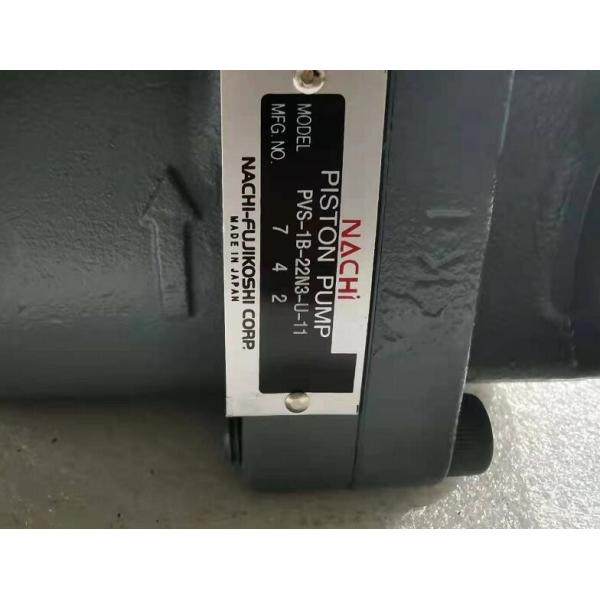 NACHi
PISTON PUMP
MODEL PVS-1B-22N3-U-11
MFG.NO. 7 4 2
NACHI-FUJIKOSHI CORP.
MADE IN JAPAN